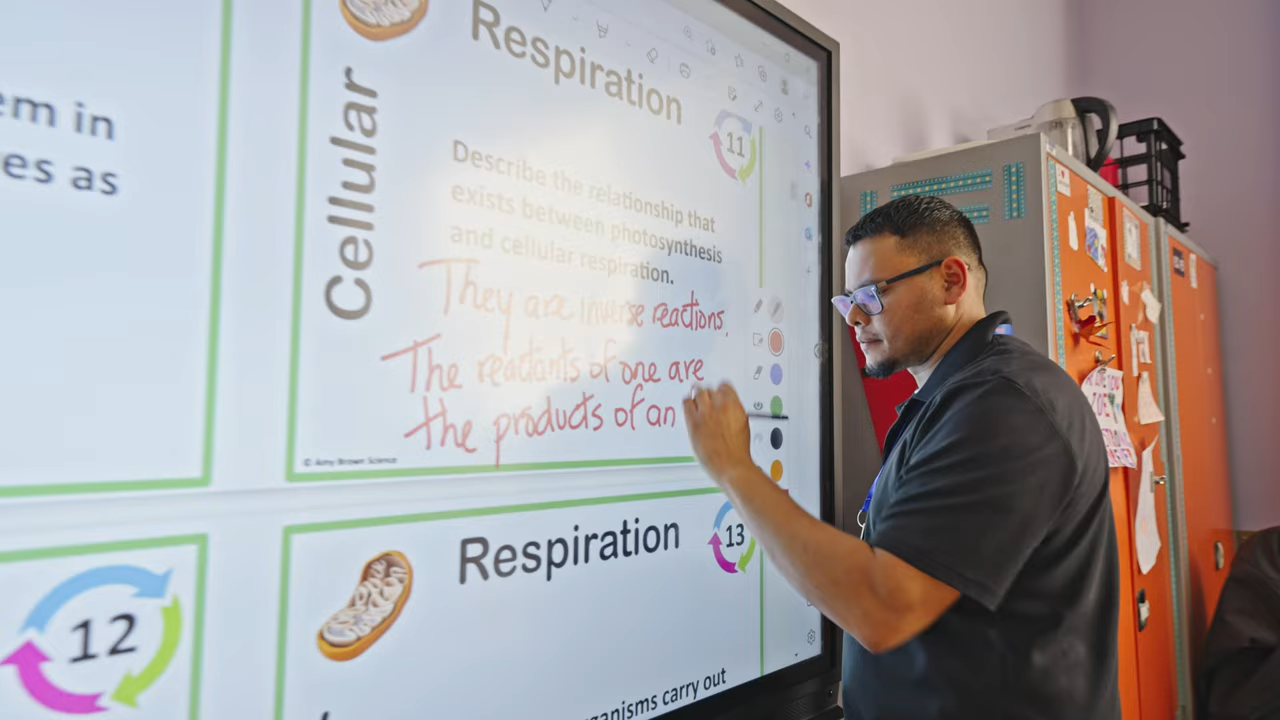 em in
es as
Cellular
Respiration
11
Describe the relationship that
exists between photosynthesis
and cellular respiration.
They are inverse reactions.
The reactants of one are
the products of an
© Amy Brown Science
12
Respiration
13
organisms carry out